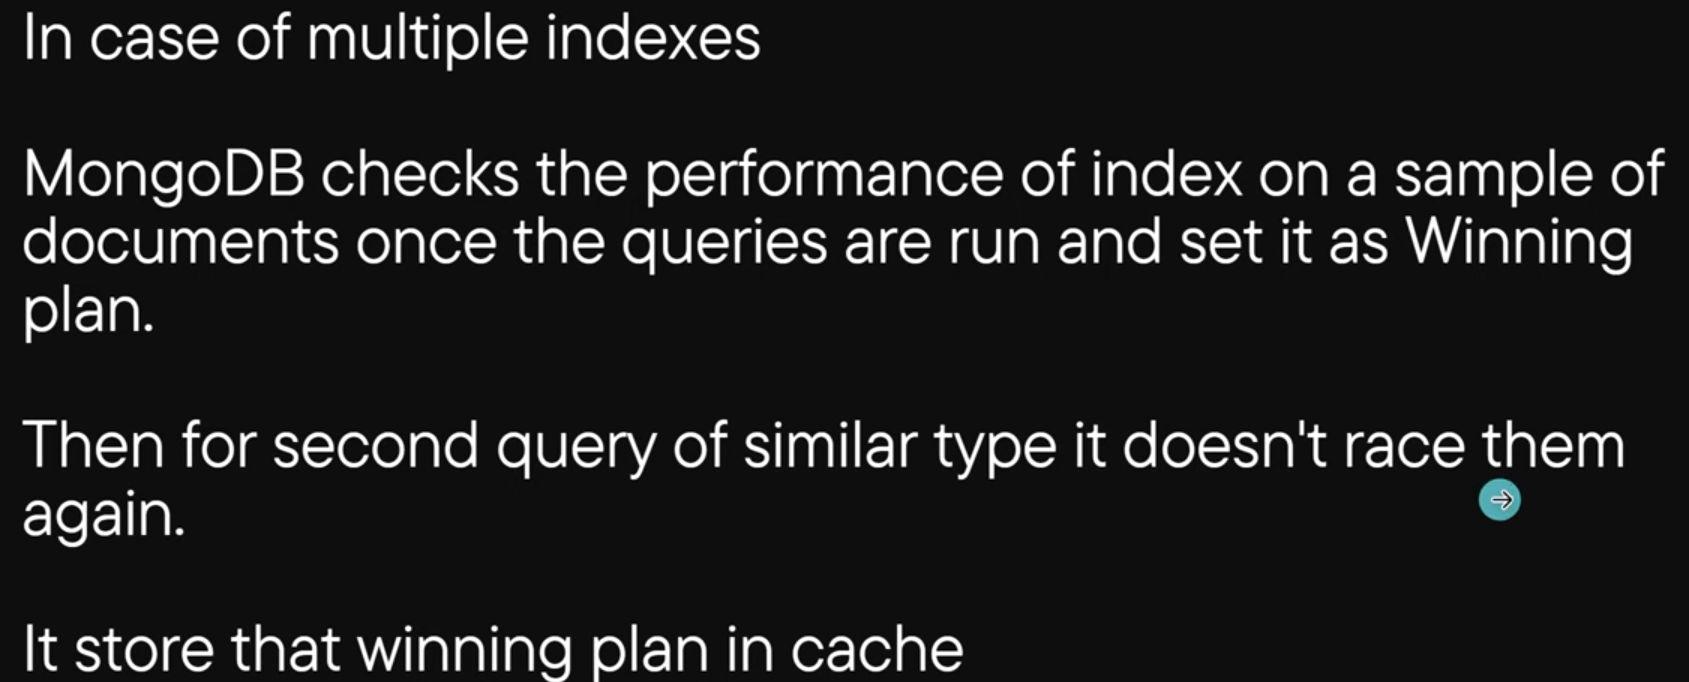 In case of multiple indexes
MongoDB checks the performance of index on a sample of
documents once the queries are run and set it as Winning
plan.
Then for second query of similar type it doesn't race them
again.
It store that winning plan in cache